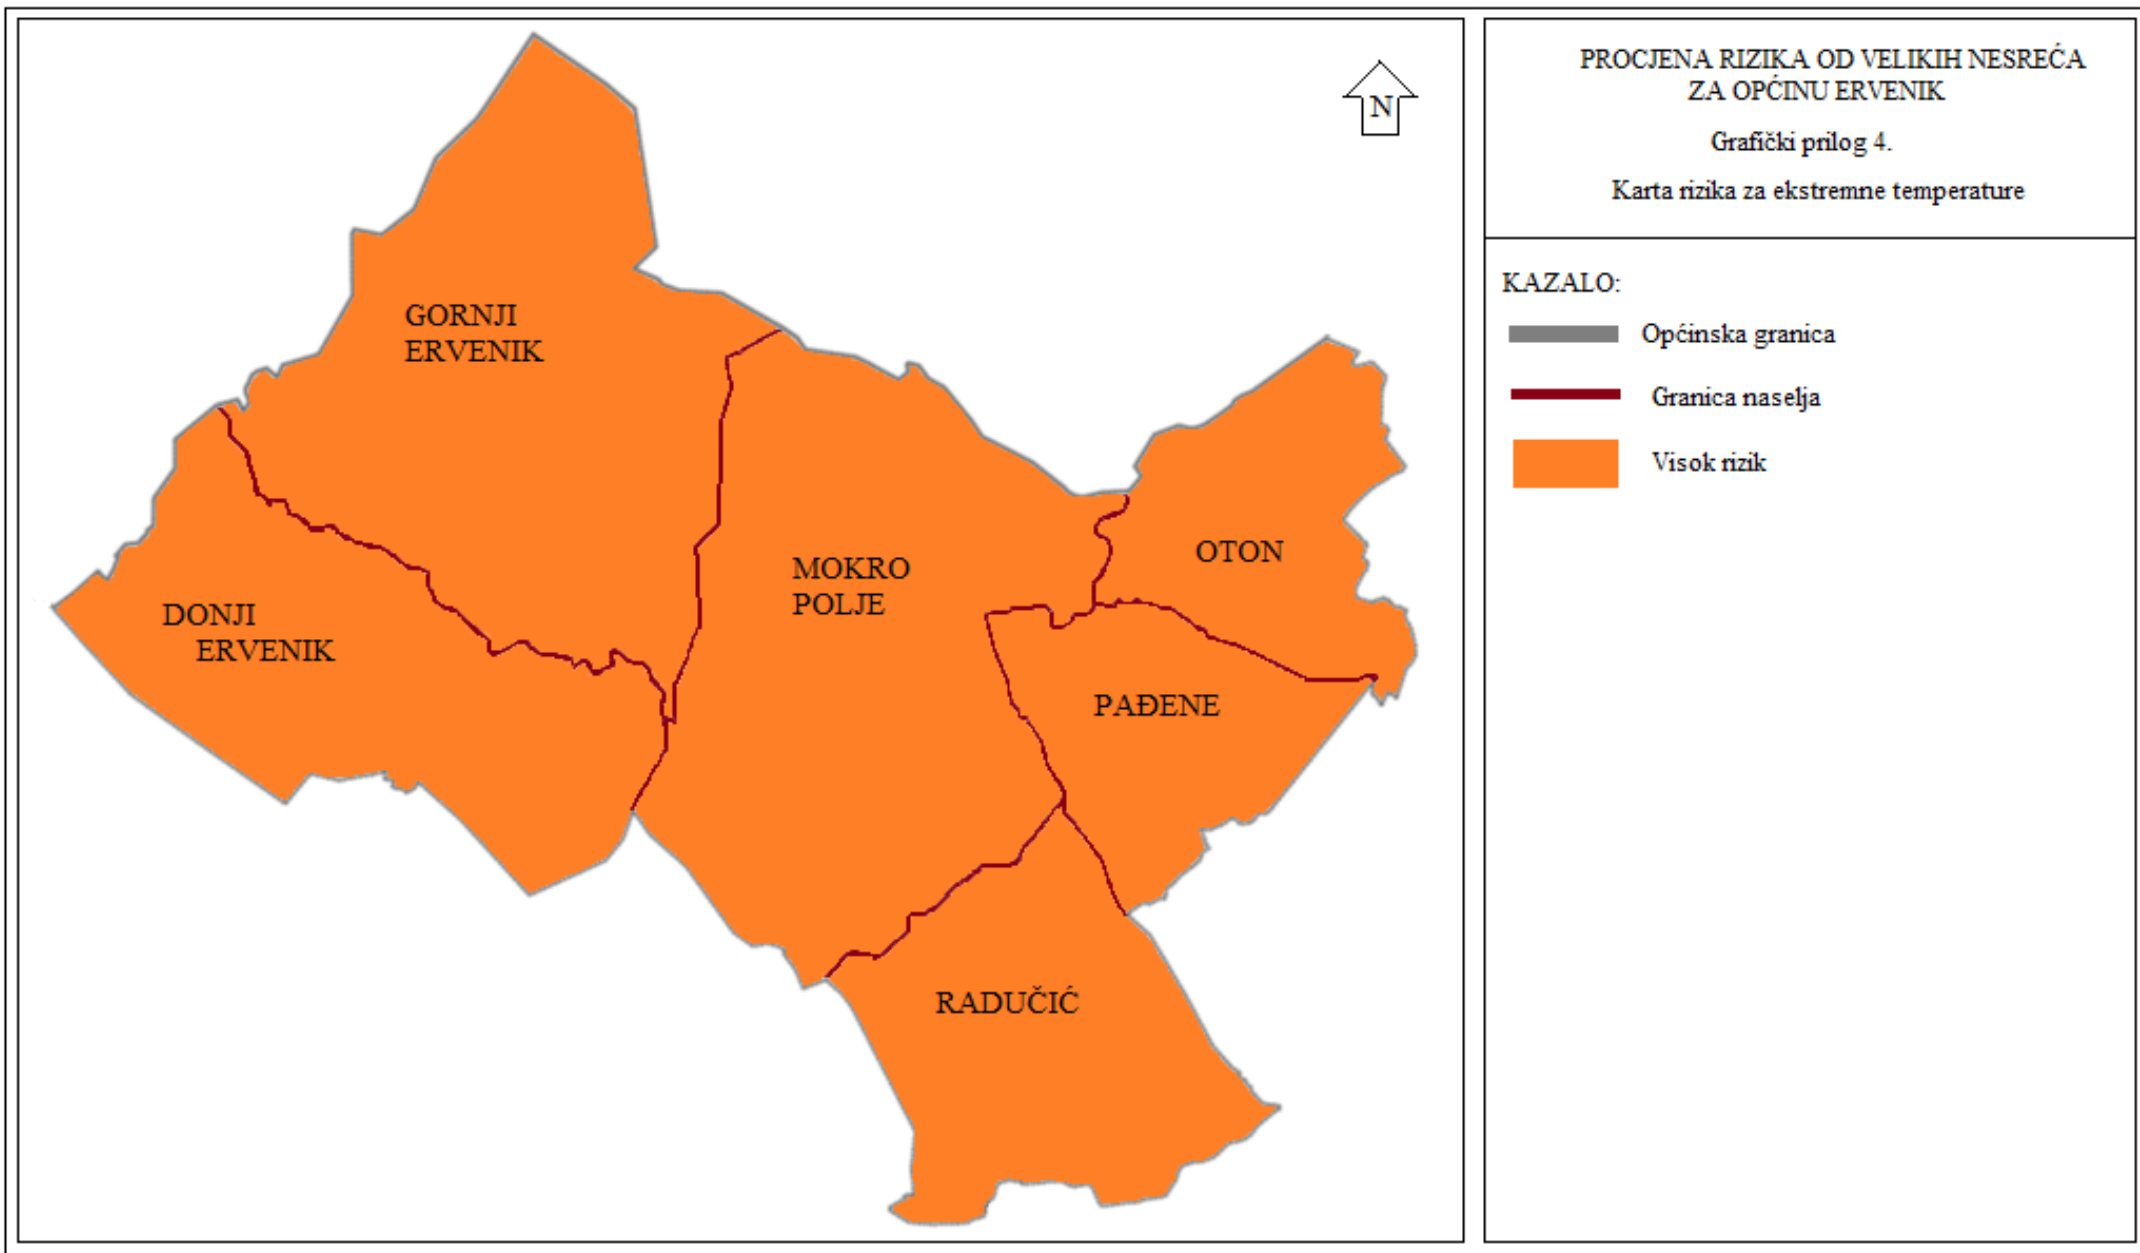 PROCJENA RIZIKA OD VELIKIH NESREĆA
ZA OPĆINU ERVENIK
Grafički prilog 4.
Karta rizika za ekstremne temperature
KAZALO:
Općinska granica
Granica naselja
Visok rizik
N
GORNJI
ERVENIK
DONJI
ERVENIK
MOKRO
POLJE
OTON
PAĐENE
RADUČIĆ